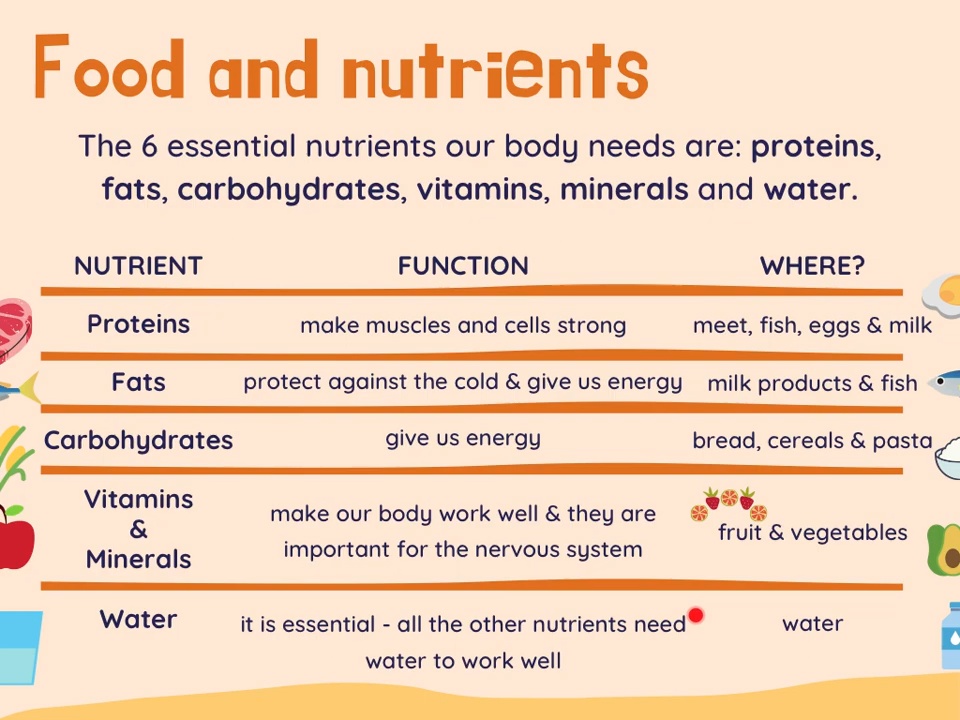 Food and nutrients
The 6 essential nutrients our body needs are: proteins,
fats, carbohydrates, vitamins, minerals and water.
NUTRIENT FUNCTION WHERE?
Proteins make muscles and cells strong meet, fish, eggs & milk
Fats protect against the cold & give us energy milk products & fish
Carbohydrates give us energy bread, cereals & pasta
Vitamins
&
Minerals
make our body work well & they are
important for the nervous system
fruit & vegetables
Water
it is essential - all the other nutrients need
water to work well
water